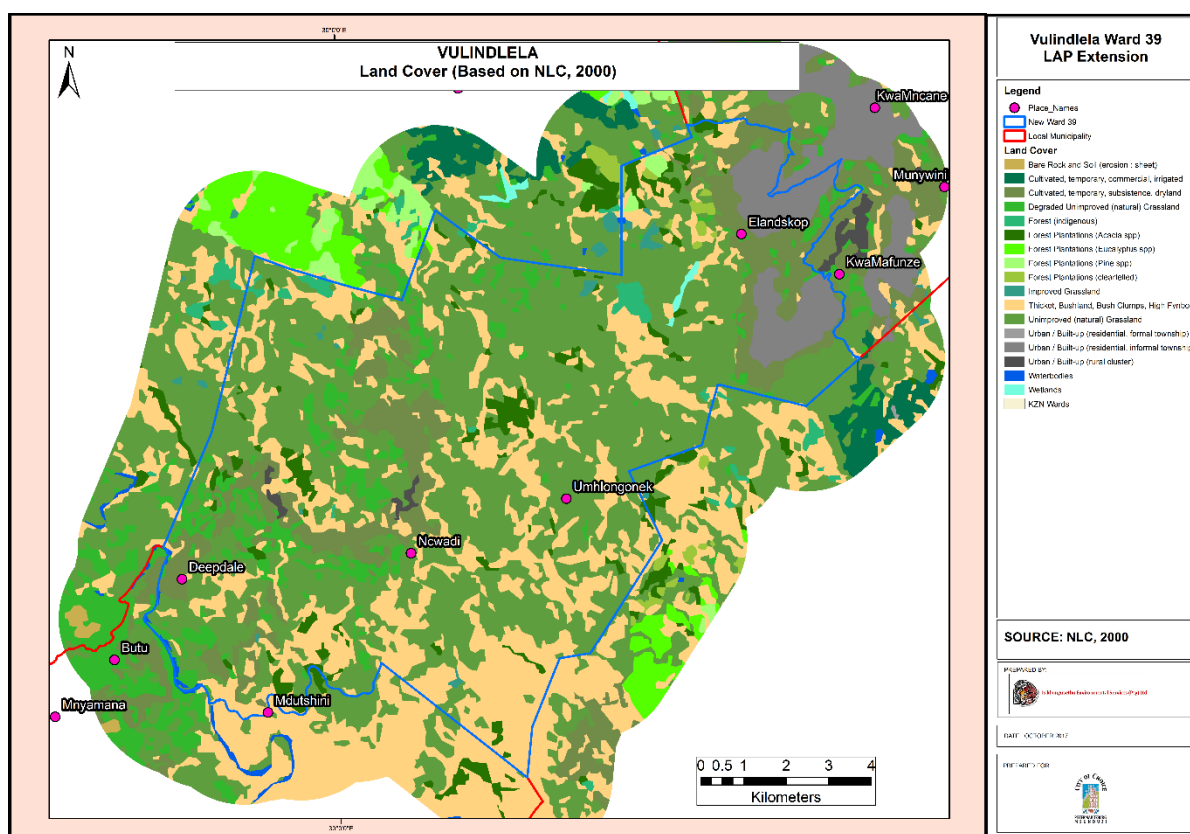 VULINDLELA
Land Cover (Based on NLC, 2000)
N
KwaMncane
Munywini
Elandskop
KwaMafunze
Umhlongonek
Ncwadi
Deepdale
Butu
Mnyamana
Mdutshini
0 0.5 1 2 3 4
Kilometers
Vulindlela Ward 39
LAP Extension
Legend
Place_Names
New Ward 39
Local Municipality
Land Cover
Bare Rock and Soil (erosion : sheet)
Cultivated, temporary, commercial, irrigated
Cultivated, temporary, subsistence, dryland
Degraded Unimproved (natural) Grassland
Forest (indigenous)
Forest Plantations (Acacia spp)
Forest Plantations (Eucalyptus spp)
Forest Plantations (Pine spp)
Forest Plantations (clearfelled)
Improved Grassland
Thicket, Bushland, Bush Clumps, High Fynbo
Unimproved (natural) Grassland
Urban / Built-up (residential, formal township)
Urban / Built-up (residential, informal township)
Urban / Built-up (rural cluster)
Waterbodies
Wetlands
KZN Wards
SOURCE: NLC, 2000
PREPARED BY:
DATE: OCTOBER
PREPARED FOR
CITY OF CHOICE
PIETERMARITZBURG
MSUNDUZI